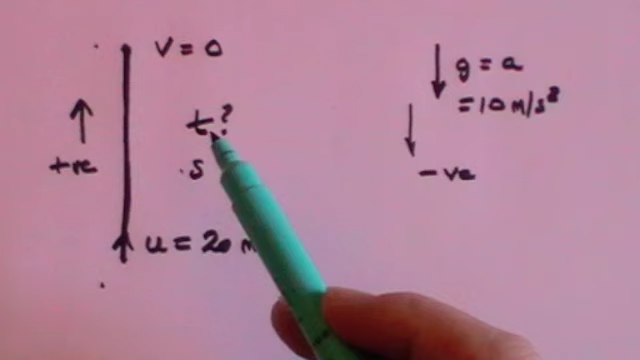 v = 0
g = a
= 10 m/s²
t?
+ve
s
- ve
u = 20 m